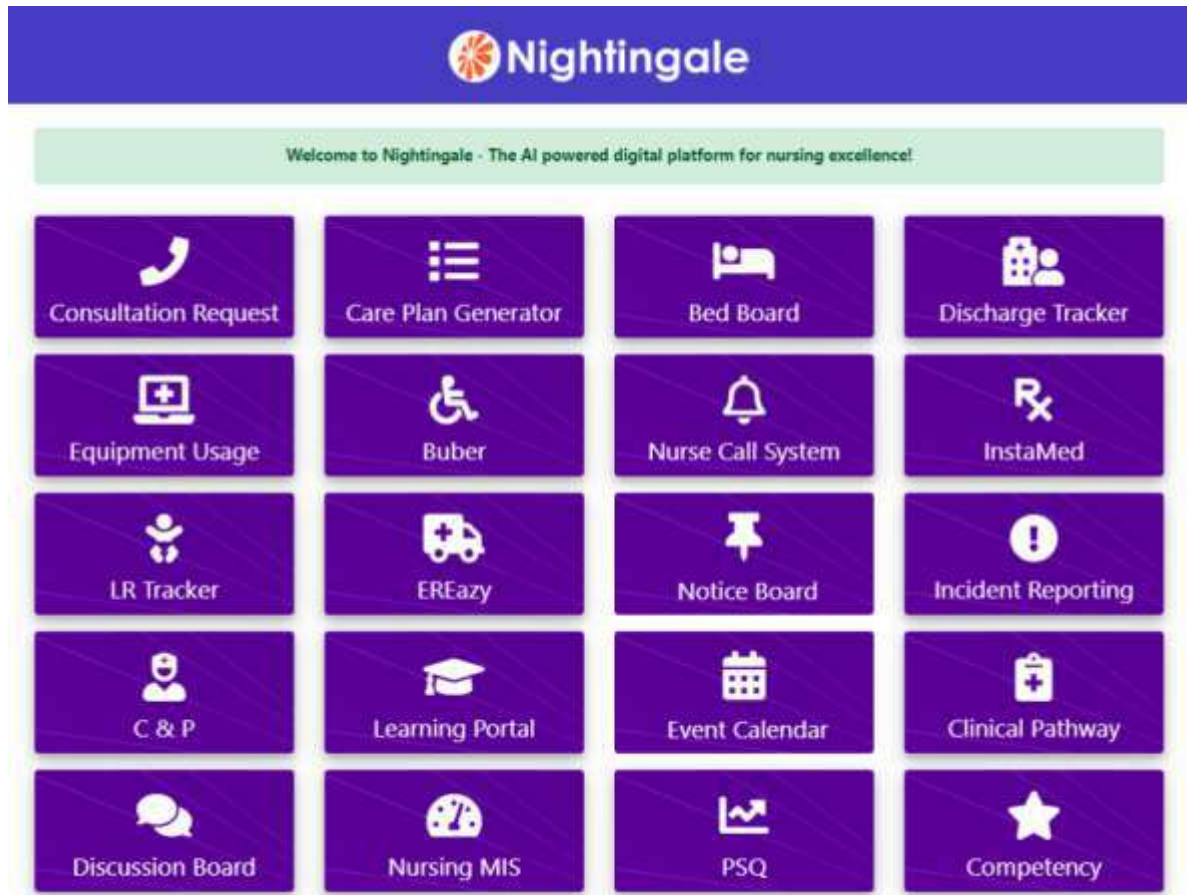 Nightingale
Welcome to Nightingale - The AI powered digital platform for nursing excellence!
Consultation Request
Care Plan Generator
Bed Board
Discharge Tracker
Equipment Usage
Buber
Nurse Call System
InstaMed
LR Tracker
EREazy
Notice Board
Incident Reporting
C & P
Learning Portal
Event Calendar
Clinical Pathway
Discussion Board
Nursing MIS
PSQ
Competency